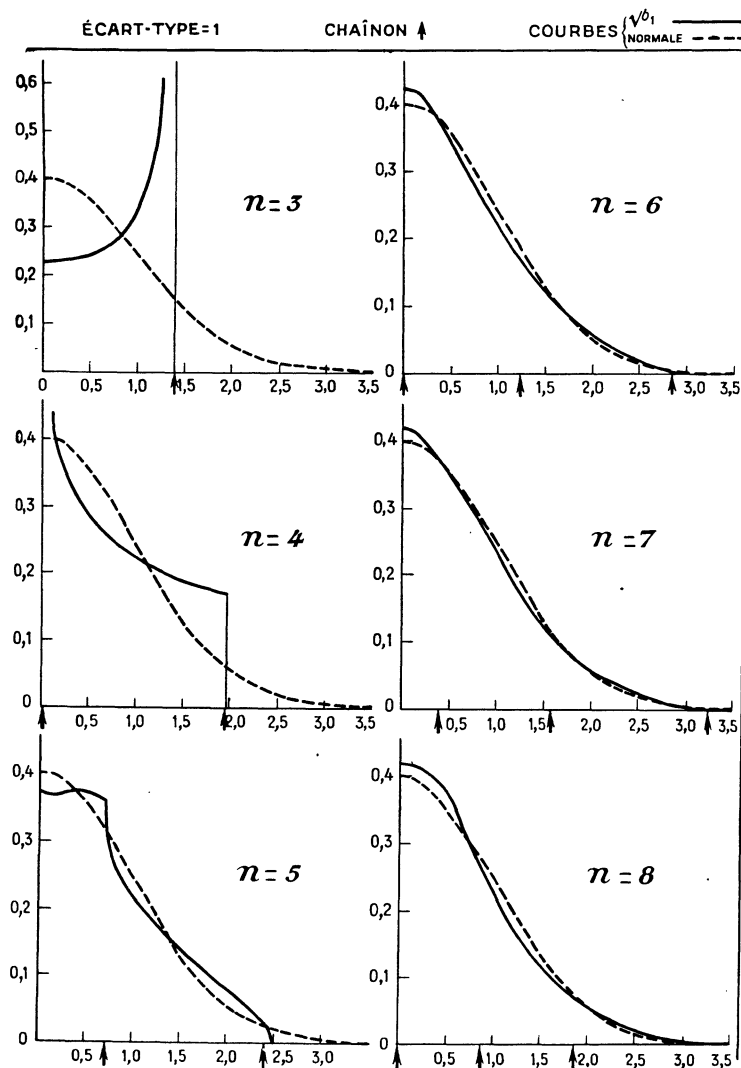 ÉCART-TYPE=1 CHAÎNON COURBES { √b₁
NORMALE
0,6
0,5
0,4
0,3
0,2
0,1
n=3
0 0,5 1,0 1,5 2,0 2,5 3,0 3,5
0,4
0,3
0,2
0,1
0
n=6
0,5 1,0 1,5 2,0 2,5 3,0 3,5
0,4
0,3
0,2
0,1
0
n=4
0,5 1,0 1,5 2,0 2,5 3,0 3,5
0,4
0,3
0,2
0,1
0
n=7
0,5 1,0 1,5 2,0 2,5 3,0 3,5
0,4
0,3
0,2
0,1
0
n=5
0,5 1,0 1,5 2,0 2,5 3,0
0,4
0,3
0,2
0,1
0
n=8
0,5 1,0 1,5 2,0 2,5 3,0 3,5